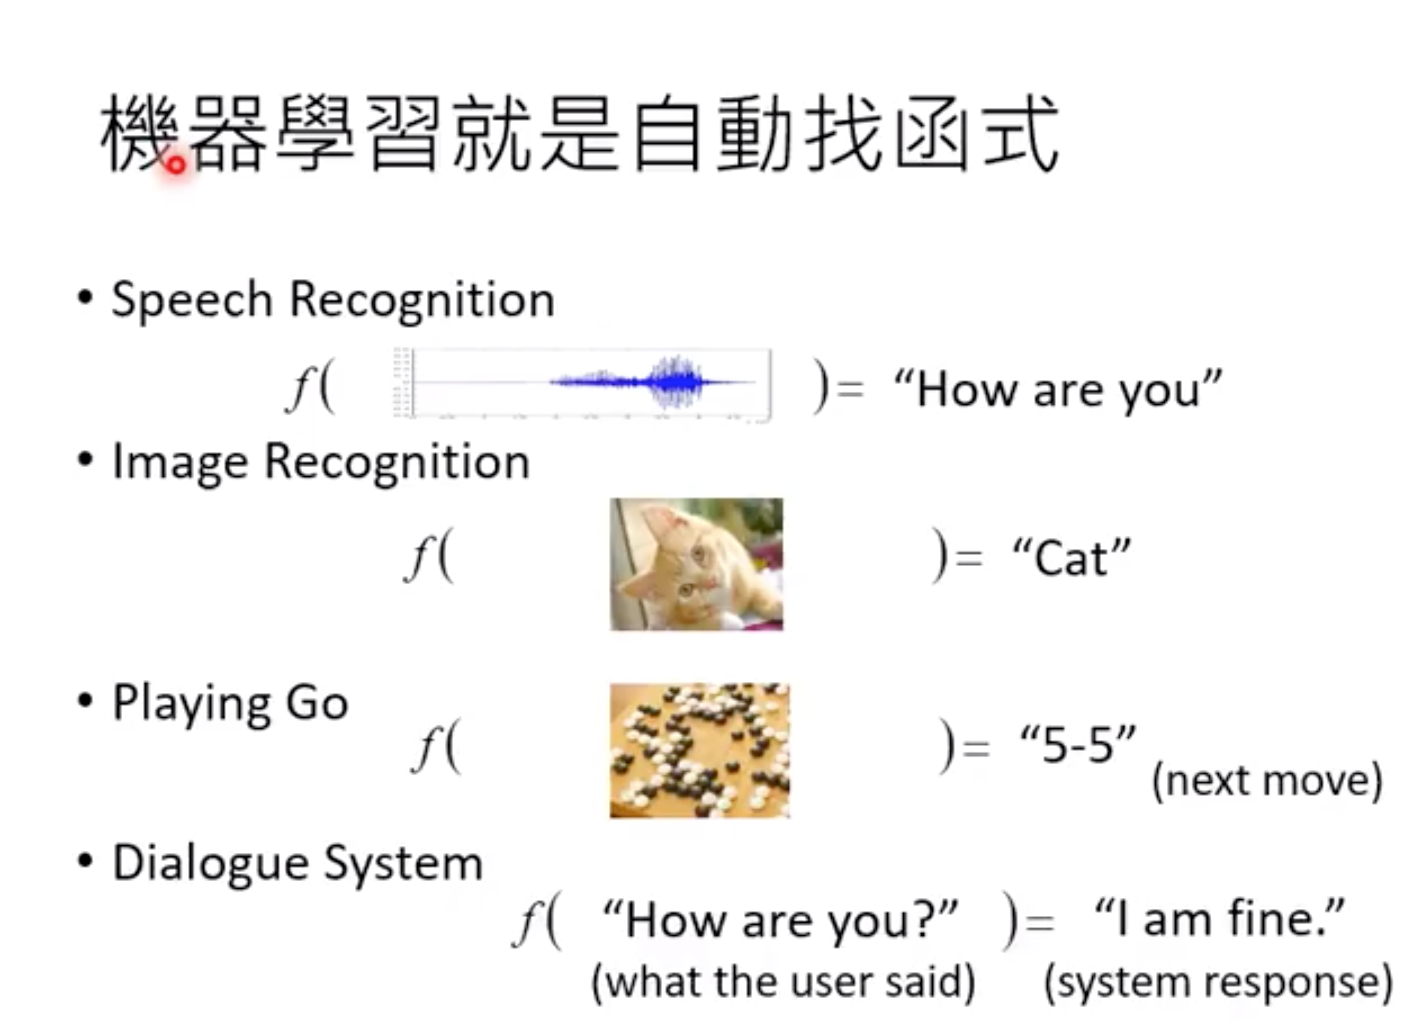 機器學習就是自動找函式
• Speech Recognition
f( )= “How are you”
• Image Recognition
f( )= “Cat”
• Playing Go
f( )= “5-5” (next move)
• Dialogue System
f( “How are you?” )= “I am fine.”
(what the user said) (system response)